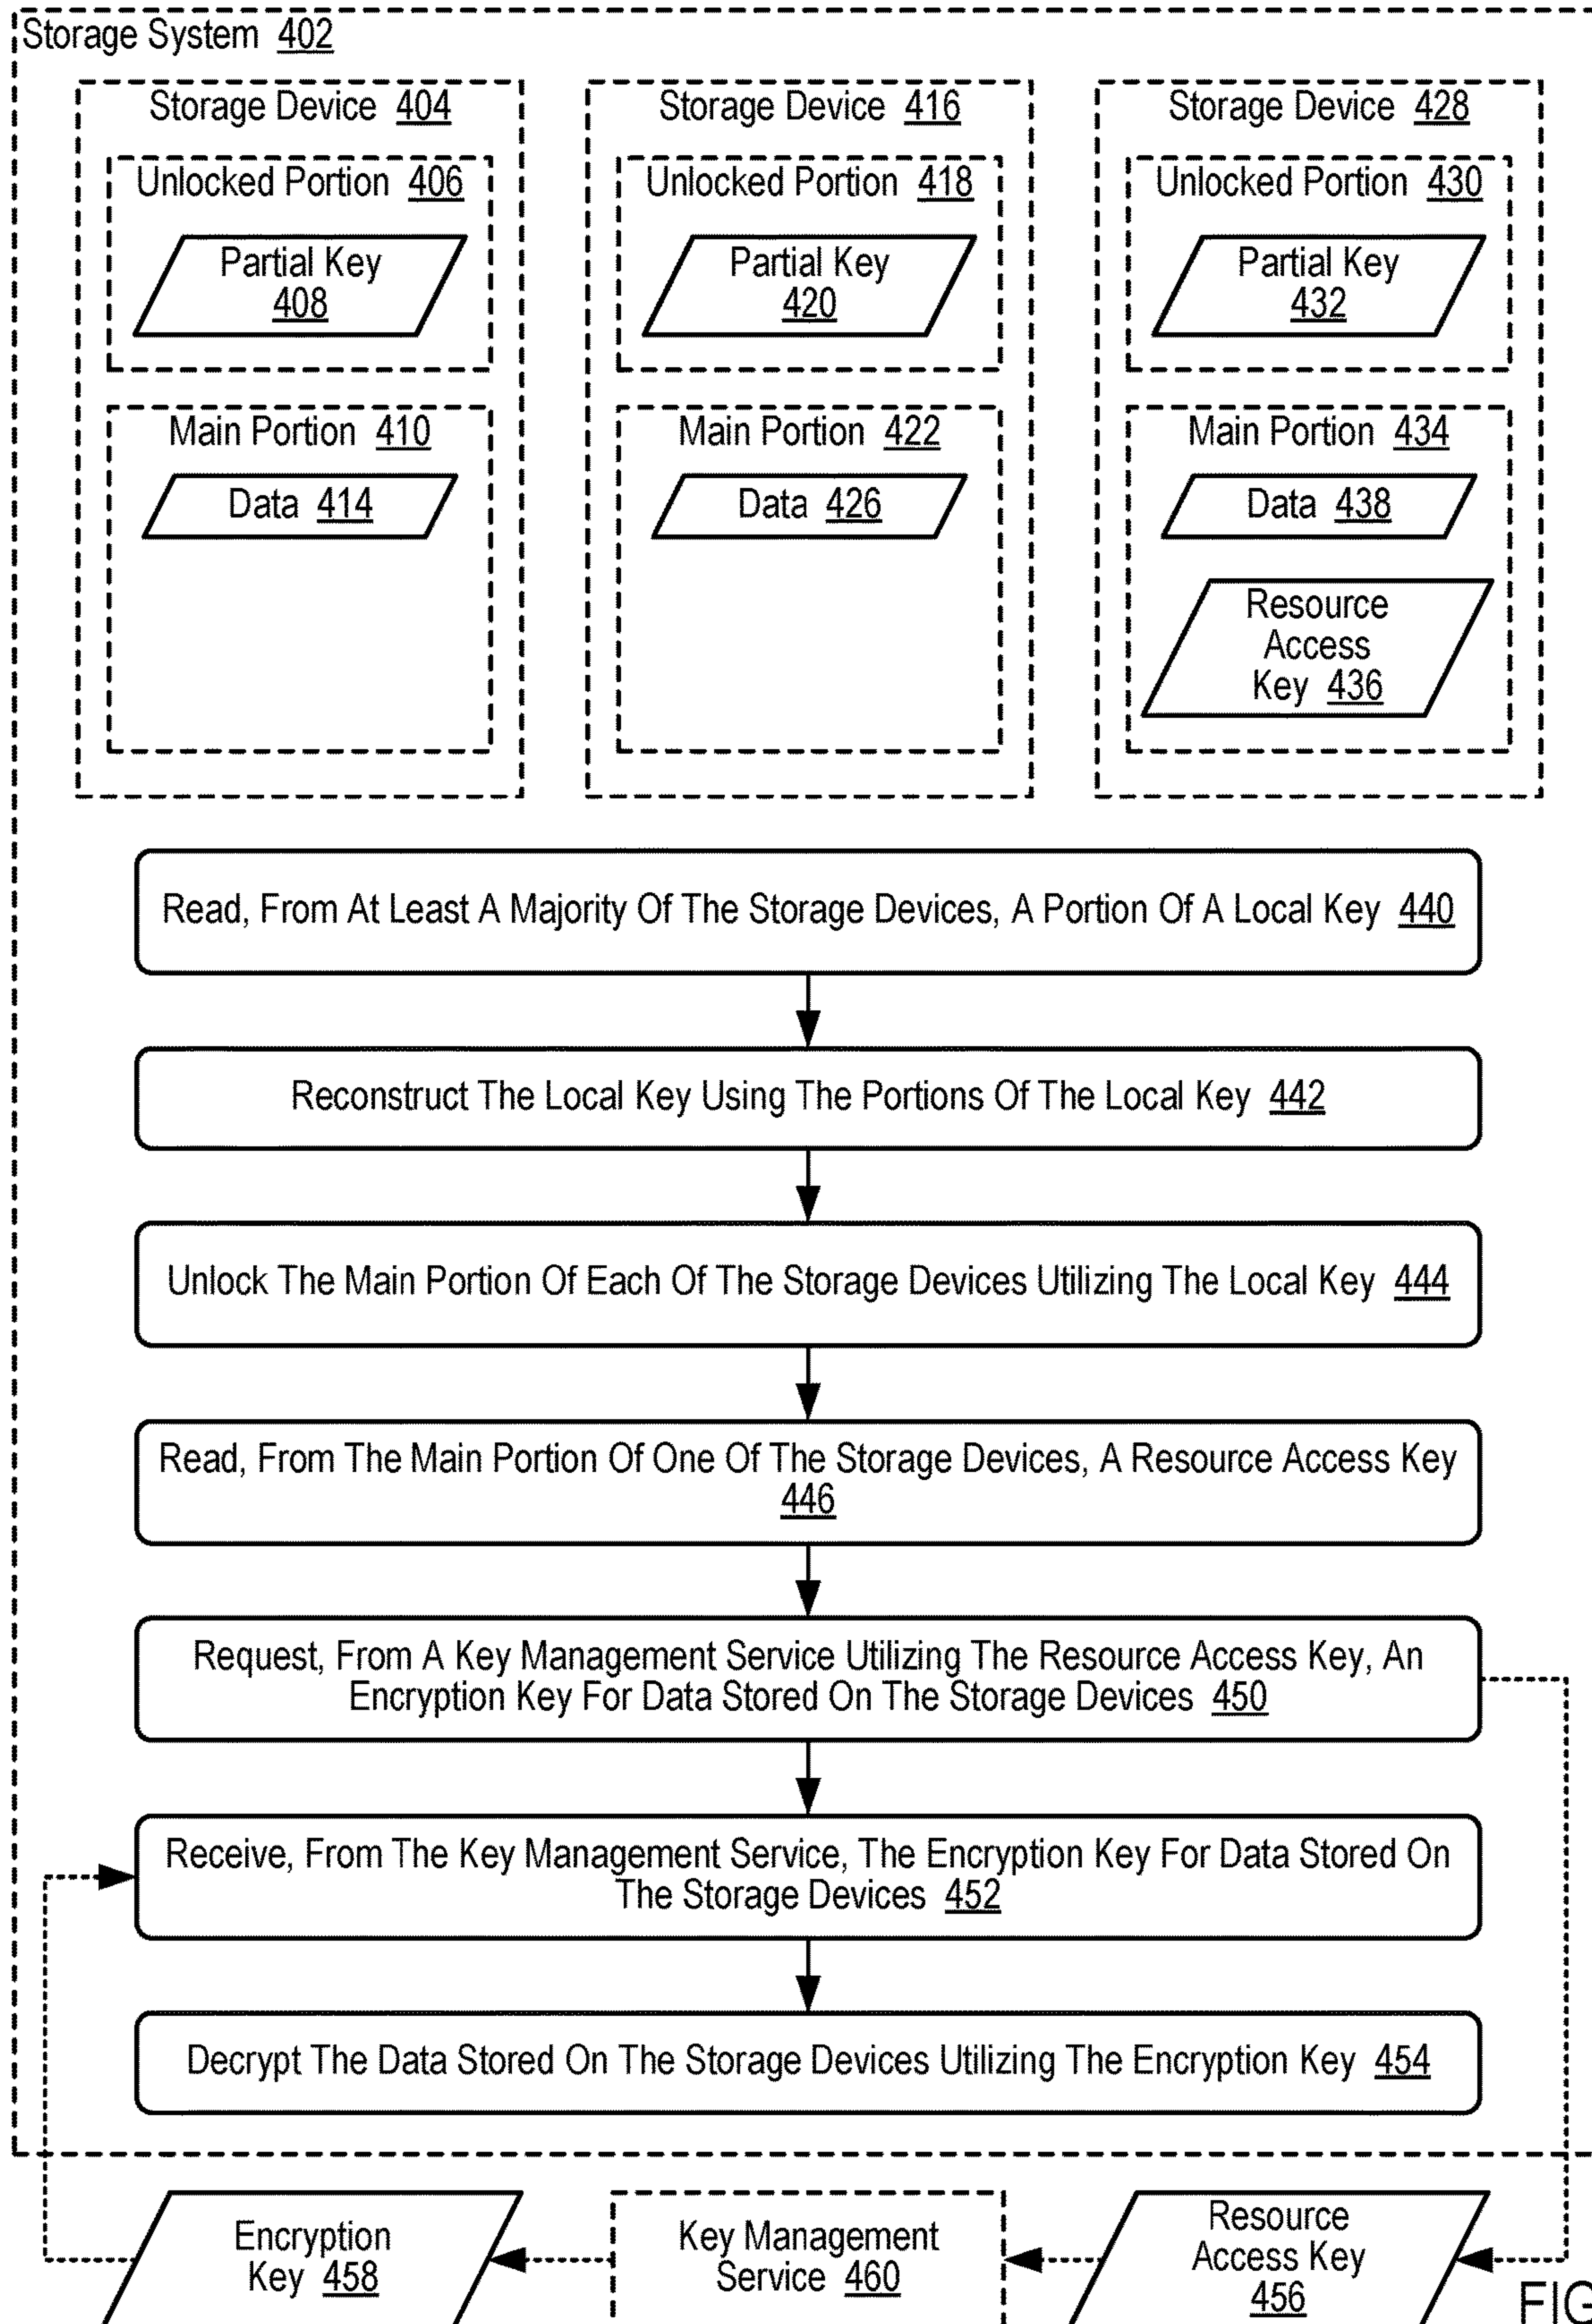 Storage System 402
Storage Device 404
Unlocked Portion 406
Partial Key
408
Main Portion 410
Data 414
Storage Device 416
Unlocked Portion 418
Partial Key
420
Main Portion 422
Data 426
Storage Device 428
Unlocked Portion 430
Partial Key
432
Main Portion 434
Data 438
Resource
Access
Key 436
Read, From At Least A Majority Of The Storage Devices, A Portion Of A Local Key 440
Reconstruct The Local Key Using The Portions Of The Local Key 442
Unlock The Main Portion Of Each Of The Storage Devices Utilizing The Local Key 444
Read, From The Main Portion Of One Of The Storage Devices, A Resource Access Key
446
Request, From A Key Management Service Utilizing The Resource Access Key, An
Encryption Key For Data Stored On The Storage Devices 450
Receive, From The Key Management Service, The Encryption Key For Data Stored On
The Storage Devices 452
Decrypt The Data Stored On The Storage Devices Utilizing The Encryption Key 454
Encryption
Key 458
Key Management
Service 460
Resource
Access Key
456
FIG